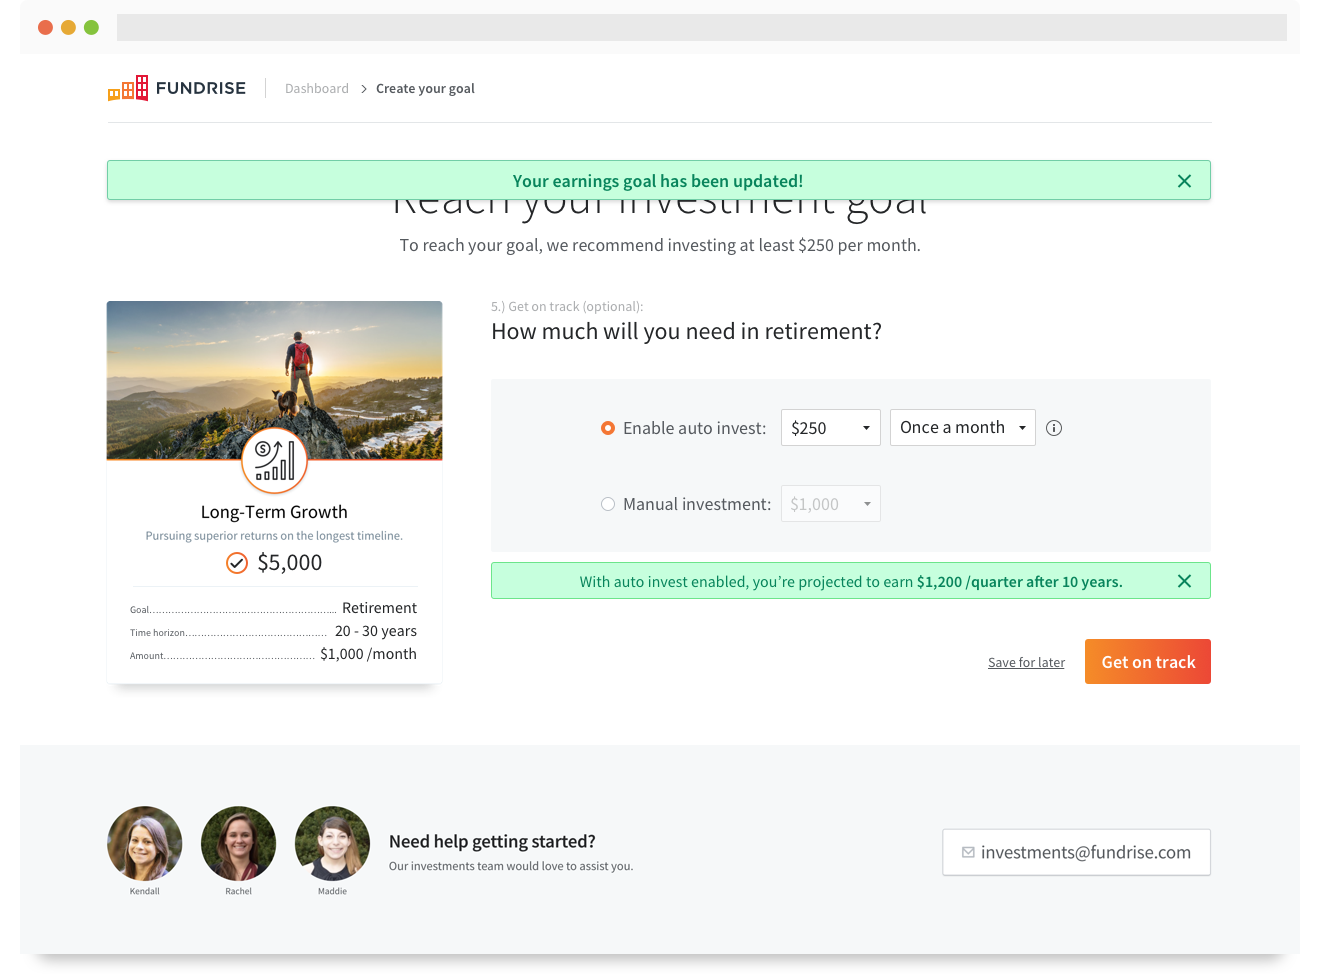 FUNDRISE
Dashboard > Create your goal
Your earnings goal has been updated!
Reach your investment goal
To reach your goal, we recommend investing at least $250 per month.
5.) Get on track (optional):
How much will you need in retirement?
Enable auto invest: $250 Once a month
Manual investment: $1,000
With auto invest enabled, you’re projected to earn $1,200 /quarter after 10 years.
Save for later Get on track
Long-Term Growth
Pursuing superior returns on the longest timeline.
$5,000
Goal........................................................... Retirement
Time horizon............................................. 20 - 30 years
Amount................................................ $1,000 /month
Kendall
Rachel
Maddie
Need help getting started?
Our investments team would love to assist you.
investments@fundrise.com